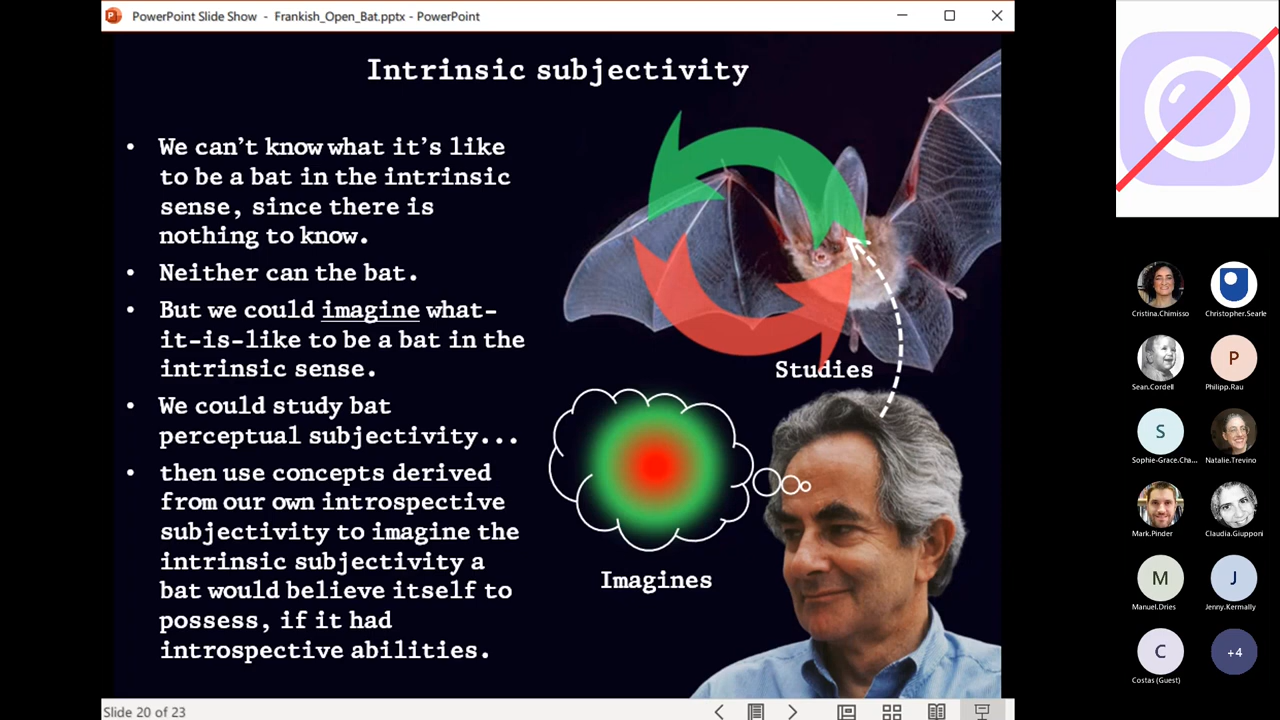 PowerPoint Slide Show - Frankish_Open_Bat.pptx - PowerPoint
Intrinsic subjectivity
• We can't know what it's like
to be a bat in the intrinsic
sense, since there is
nothing to know.
• Neither can the bat.
• But we could imagine what-
it-is-like to be a bat in the
intrinsic sense.
• We could study bat
perceptual subjectivity...
• then use concepts derived
from our own introspective
subjectivity to imagine the
intrinsic subjectivity a
bat would believe itself to
possess, if it had
introspective abilities.
Studies
Imagines
Slide 20 of 23
Cristina.Chimisso
Christopher.Searle
Sean.Cordell
P
Philipp.Rau
S
Sophie-Grace.Cha...
Natalie.Trevino
Mark.Pinder
Claudia.Giupponi
M
Manuel.Dries
J
Jenny.Kermally
C
Costas (Guest)
+4